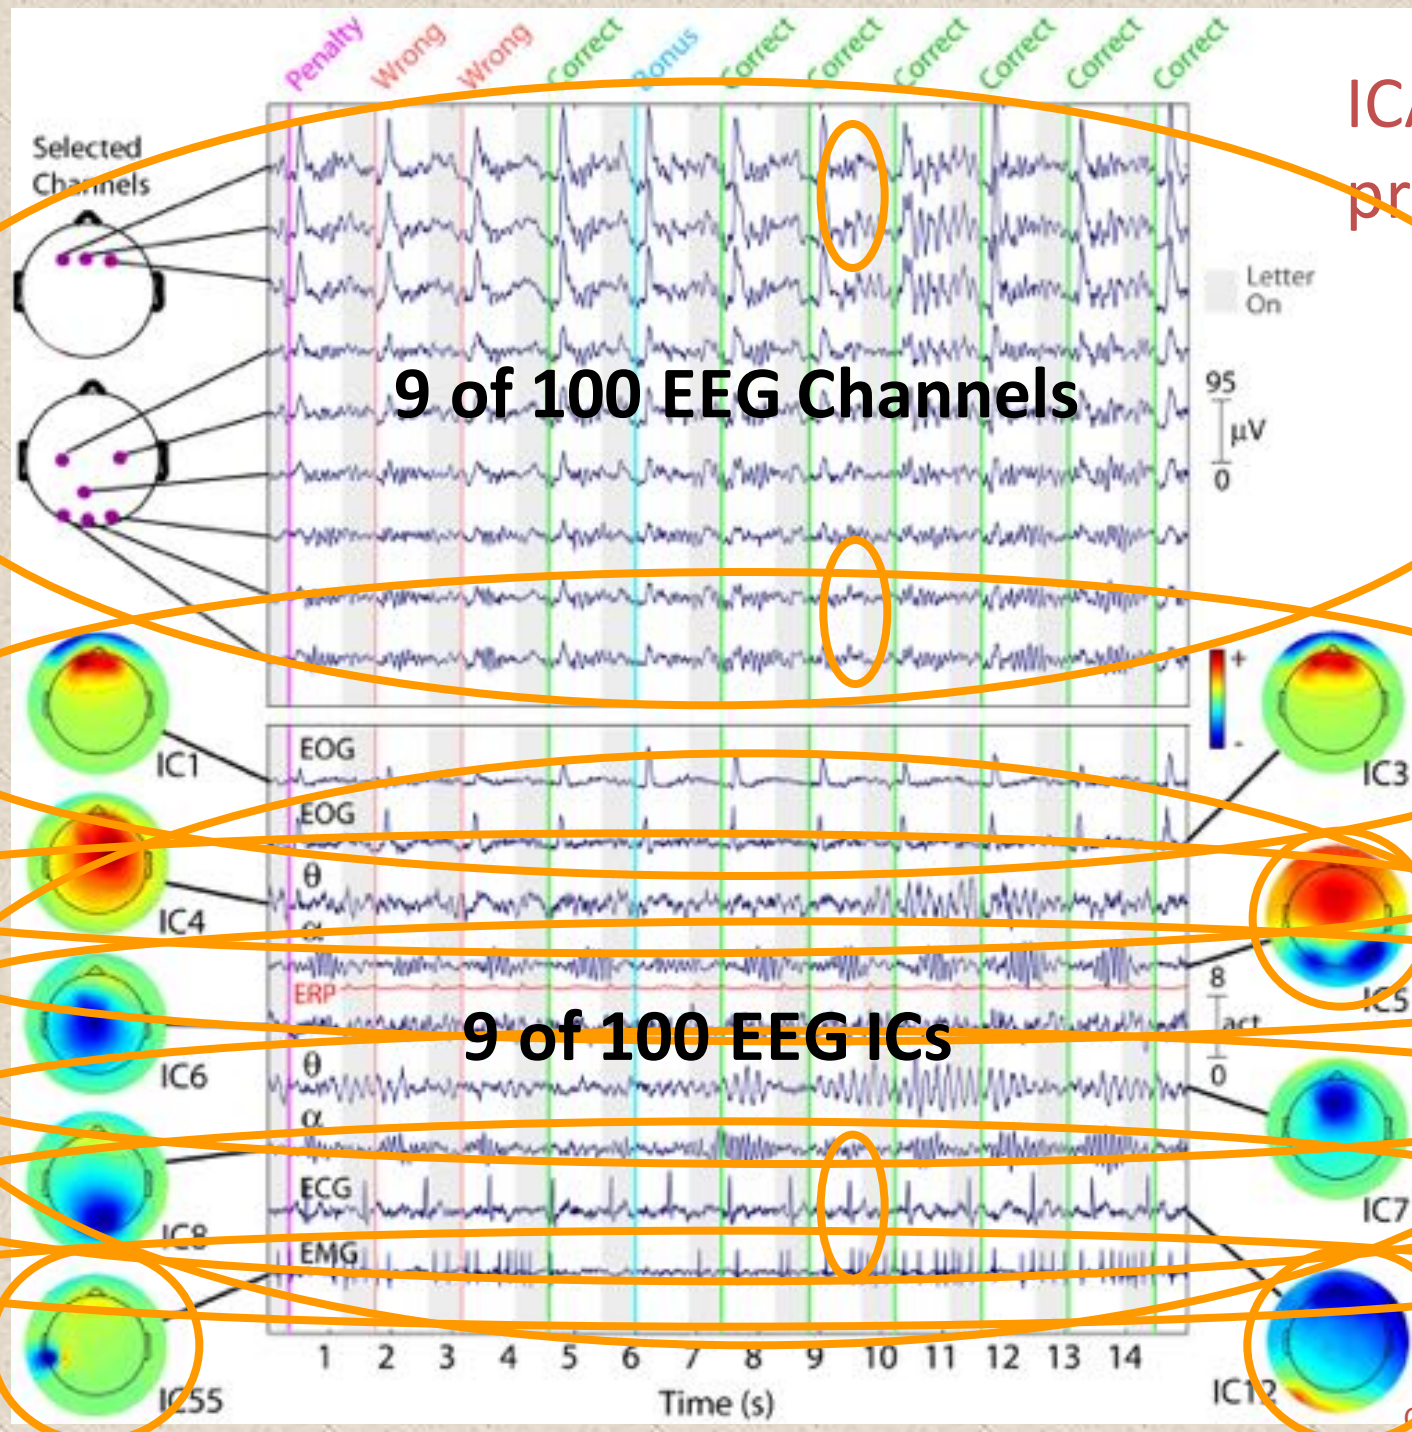 Penalty
Wrong
Wrong
Correct
Bonus
Correct
Correct
Correct
Correct
Correct
Correct
Selected
Channels
Letter
On
9 of 100 EEG Channels
95
μV
0
+
-
IC1
IC3
EOG
EOG
IC4
θ
α
IC5
ERP
8
act
0
9 of 100 EEG ICs
IC6
θ
IC7
α
IC8
ECG
EMG
IC55
IC12
1 2 3 4 5 6 7 8 9 10 11 12 13 14
Time (s)